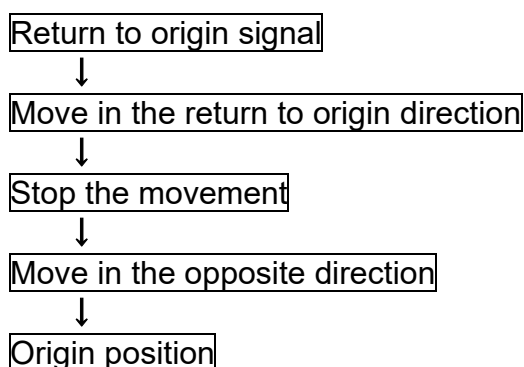 Return to origin signal
↓
Move in the return to origin direction
↓
Stop the movement
↓
Move in the opposite direction
↓
Origin position